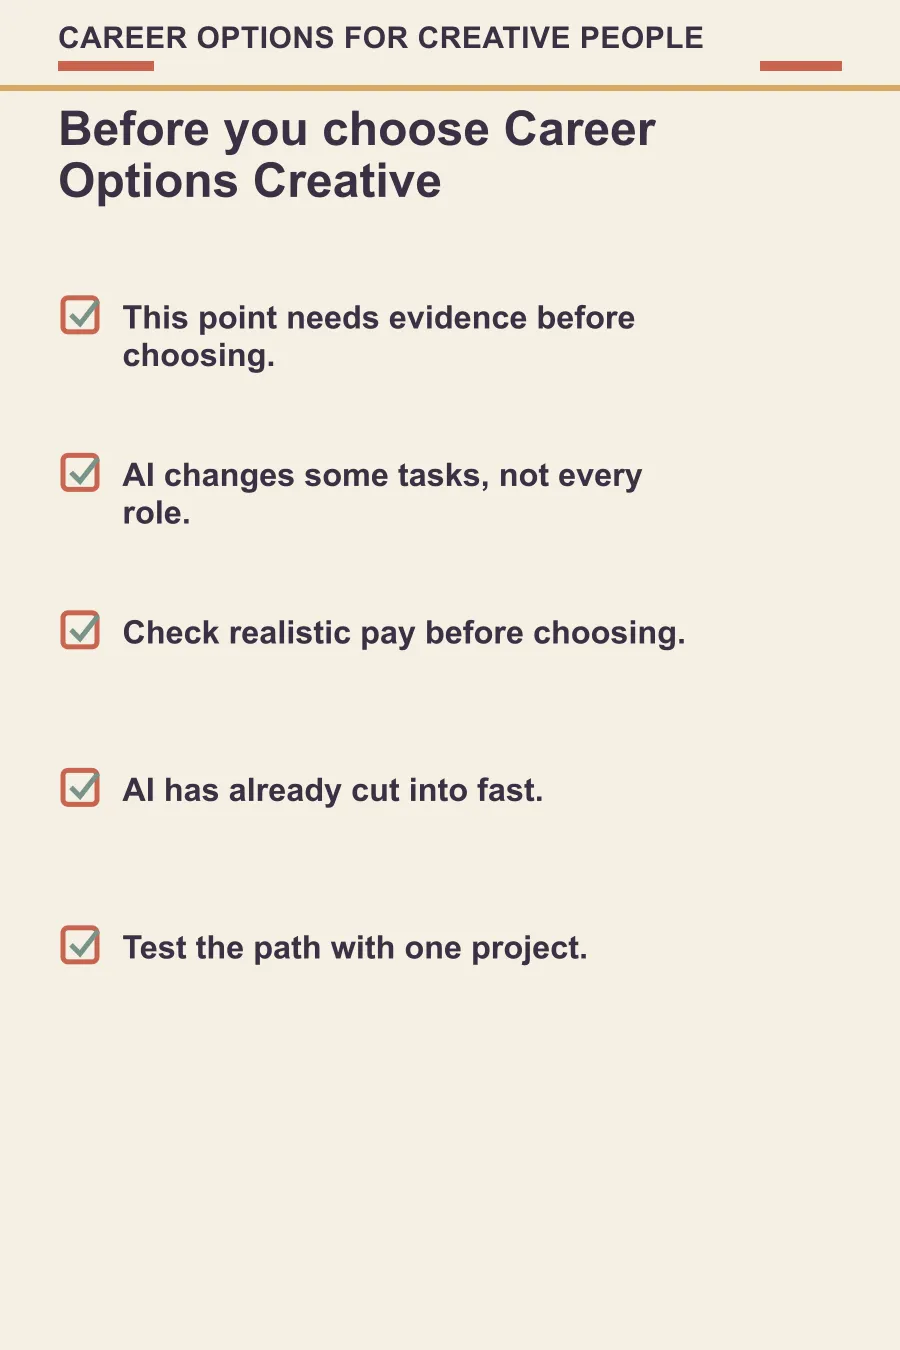 CAREER OPTIONS FOR CREATIVE PEOPLE
Before you choose Career
Options Creative
This point needs evidence before
choosing.
AI changes some tasks, not every
role.
Check realistic pay before choosing.
AI has already cut into fast.
Test the path with one project.